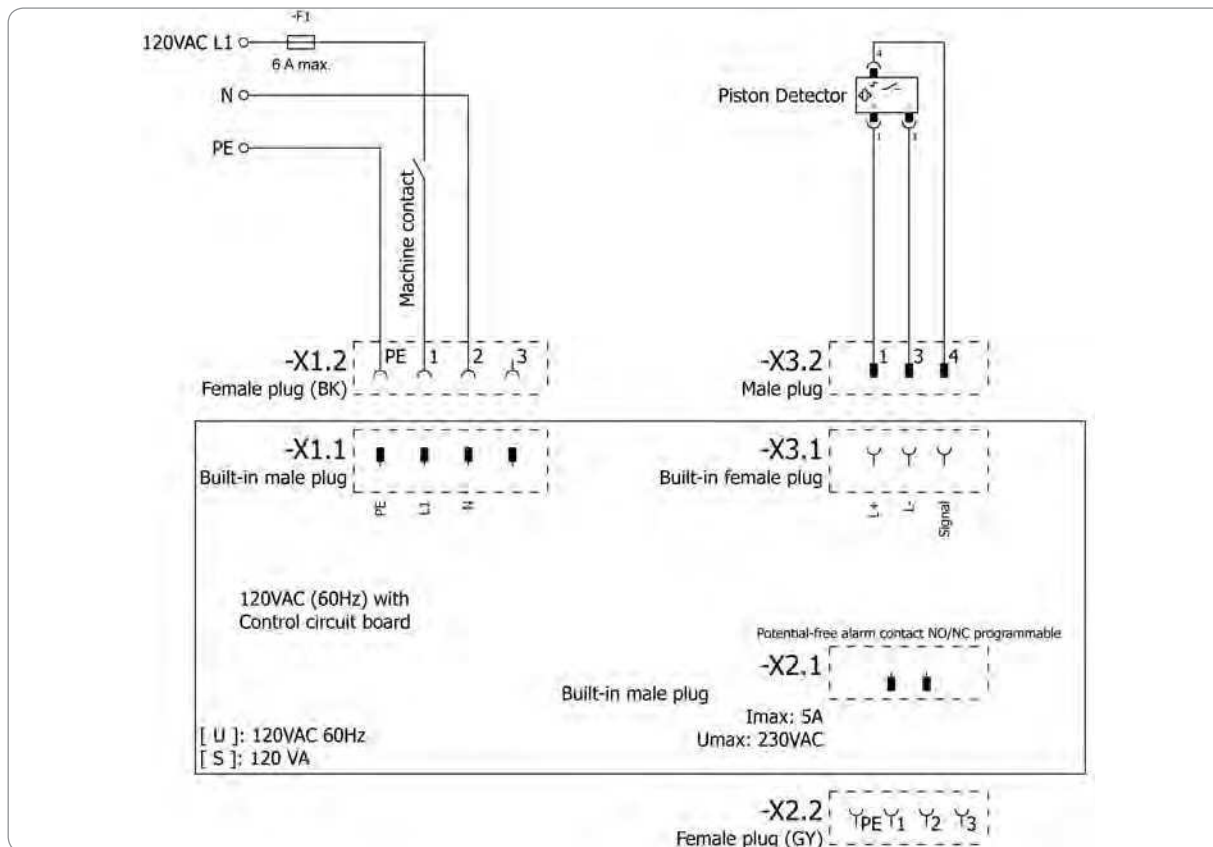 -F1
120VAC L1
6 A max.
N
PE
Machine contact
4
Piston Detector
1 3
-X1.2 PE 1 2 3
Female plug (BK)
-X3.2 1 3 4
Male plug
-X1.1
Built-in male plug
PE L1 N
-X3.1
Built-in female plug
L+ L- Signal
120VAC (60Hz) with
Control circuit board
Potential-free alarm contact NO/NC programmable
-X2.1
Built-in male plug
Imax: 5A
Umax: 230VAC
[ U ]: 120VAC 60Hz
[ S ]: 120 VA
-X2.2 PE 1 2 3
Female plug (GY)